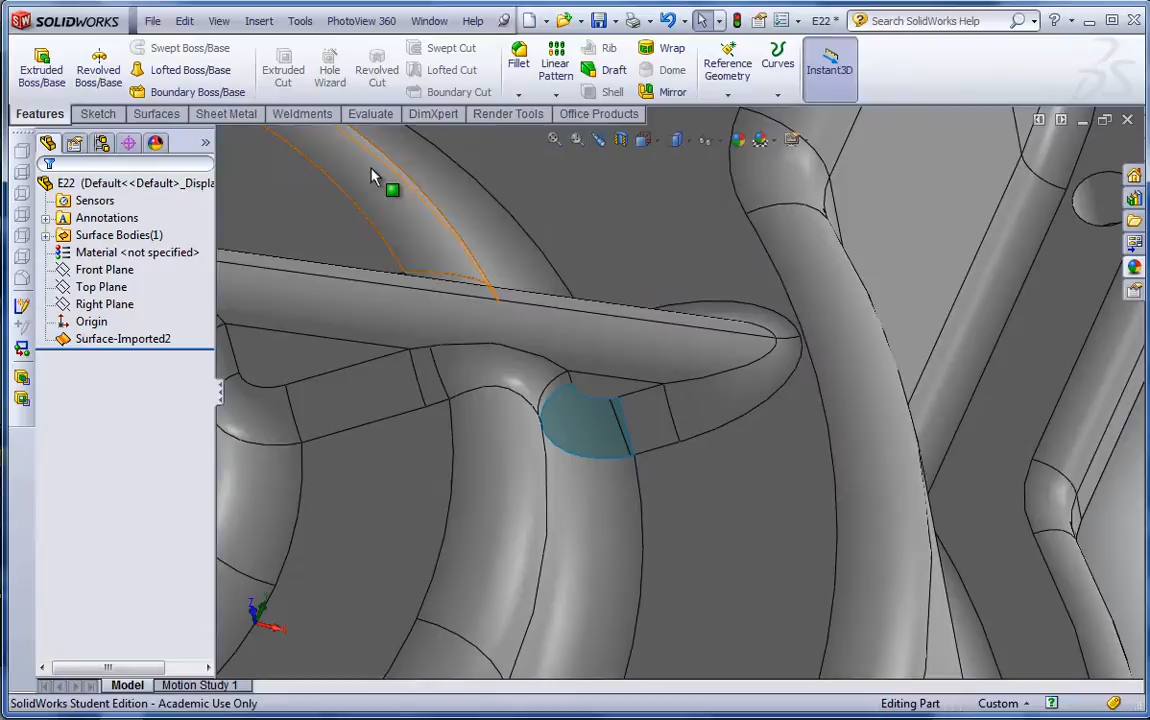 SOLIDWORKS File Edit View Insert Tools PhotoView 360 Window Help E22 * Search SolidWorks Help
Extruded Boss/Base
Revolved Boss/Base
Swept Boss/Base
Lofted Boss/Base
Boundary Boss/Base
Extruded Cut
Hole Wizard
Revolved Cut
Swept Cut
Lofted Cut
Boundary Cut
Fillet
Linear Pattern
Rib
Draft
Shell
Wrap
Dome
Mirror
Reference Geometry
Curves
Instant3D
Features Sketch Surfaces Sheet Metal Weldments Evaluate DimXpert Render Tools Office Products
E22 (Default<<Default>_Displa
Sensors
Annotations
Surface Bodies(1)
Material <not specified>
Front Plane
Top Plane
Right Plane
Origin
Surface-Imported2
Model Motion Study 1
SolidWorks Student Edition - Academic Use Only Editing Part Custom